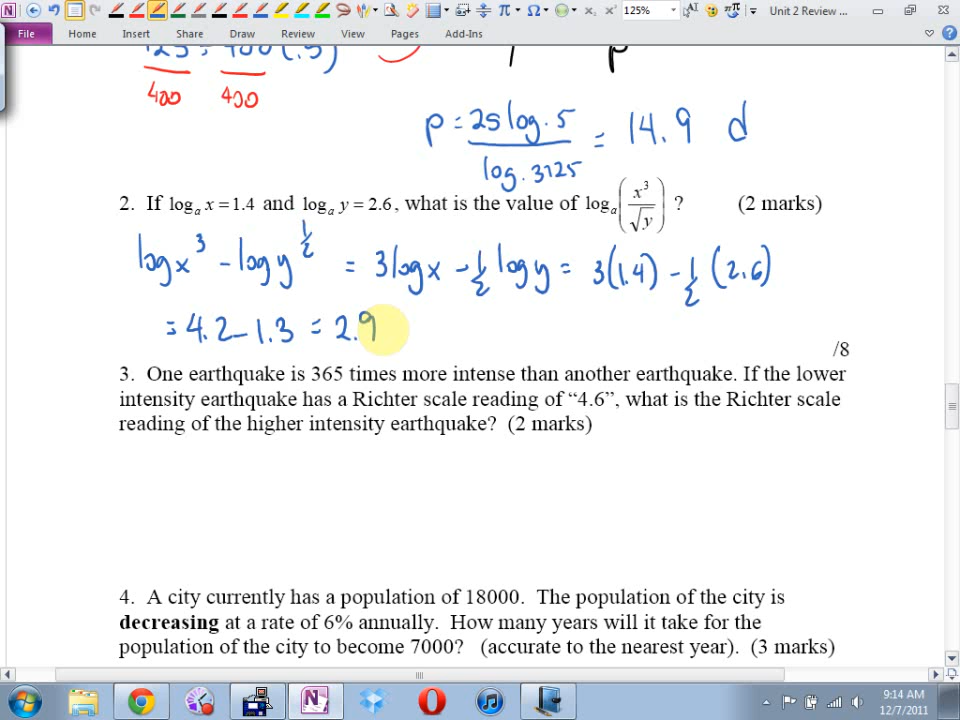 125% Unit 2 Review ...
File Home Insert Share Draw Review View Pages Add-Ins
125 = 400 (.5)
400 400
p = 25 log .5 = 14.9 d
log .3125
2. If logₐ x = 1.4 and logₐ y = 2.6, what is the value of logₐ(x³/√y) ? (2 marks)
log x³ - log y^½ = 3 log x - ½ log y = 3(1.4) - ½ (2.6)
= 4.2 - 1.3 = 2.9
/8
3. One earthquake is 365 times more intense than another earthquake. If the lower
intensity earthquake has a Richter scale reading of “4.6”, what is the Richter scale
reading of the higher intensity earthquake? (2 marks)
4. A city currently has a population of 18000. The population of the city is
decreasing at a rate of 6% annually. How many years will it take for the
population of the city to become 7000? (accurate to the nearest year). (3 marks)
9:14 AM
12/7/2011